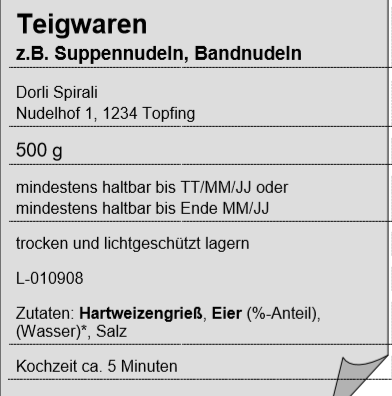 Teigwaren
z.B. Suppennudeln, Bandnudeln
Dorli Spirali
Nudelhof 1, 1234 Topfing
500 g
mindestens haltbar bis TT/MM/JJ oder
mindestens haltbar bis Ende MM/JJ
trocken und lichtgeschützt lagern
L-010908
Zutaten: Hartweizengrieß, Eier (%-Anteil),
(Wasser)*, Salz
Kochzeit ca. 5 Minuten